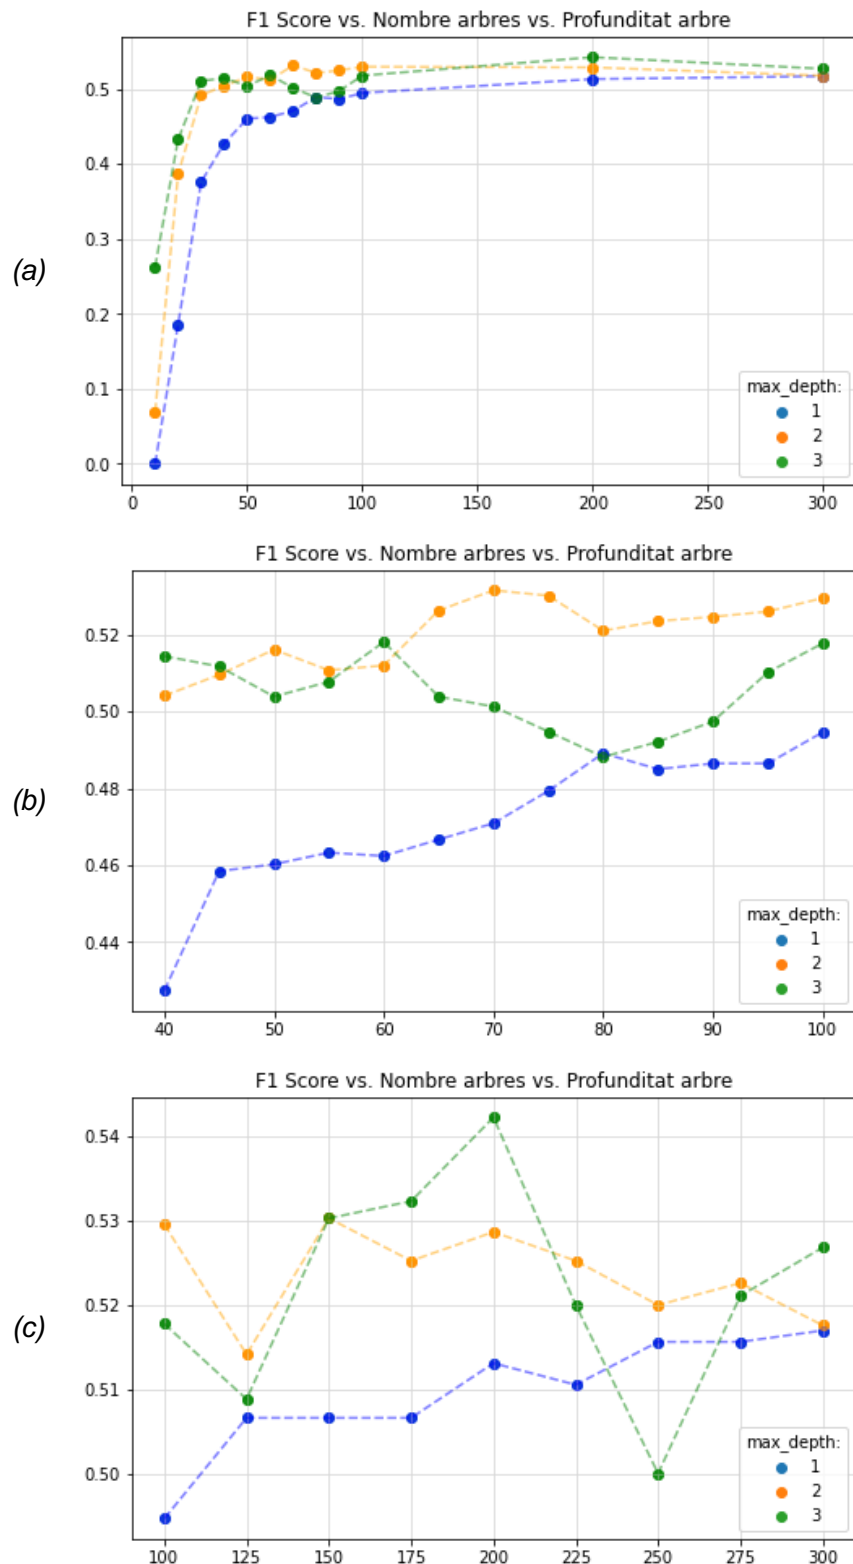 F1 Score vs. Nombre arbres vs. Profunditat arbre
0.5
0.4
0.3
(a)
0.2
0.1
0.0
max_depth:
1
2
3
0 50 100 150 200 250 300
F1 Score vs. Nombre arbres vs. Profunditat arbre
0.52
0.50
(b)
0.48
0.46
0.44
max_depth:
1
2
3
40 50 60 70 80 90 100
F1 Score vs. Nombre arbres vs. Profunditat arbre
0.54
0.53
0.52
(c)
0.51
0.50
max_depth:
1
2
3
100 125 150 175 200 225 250 275 300